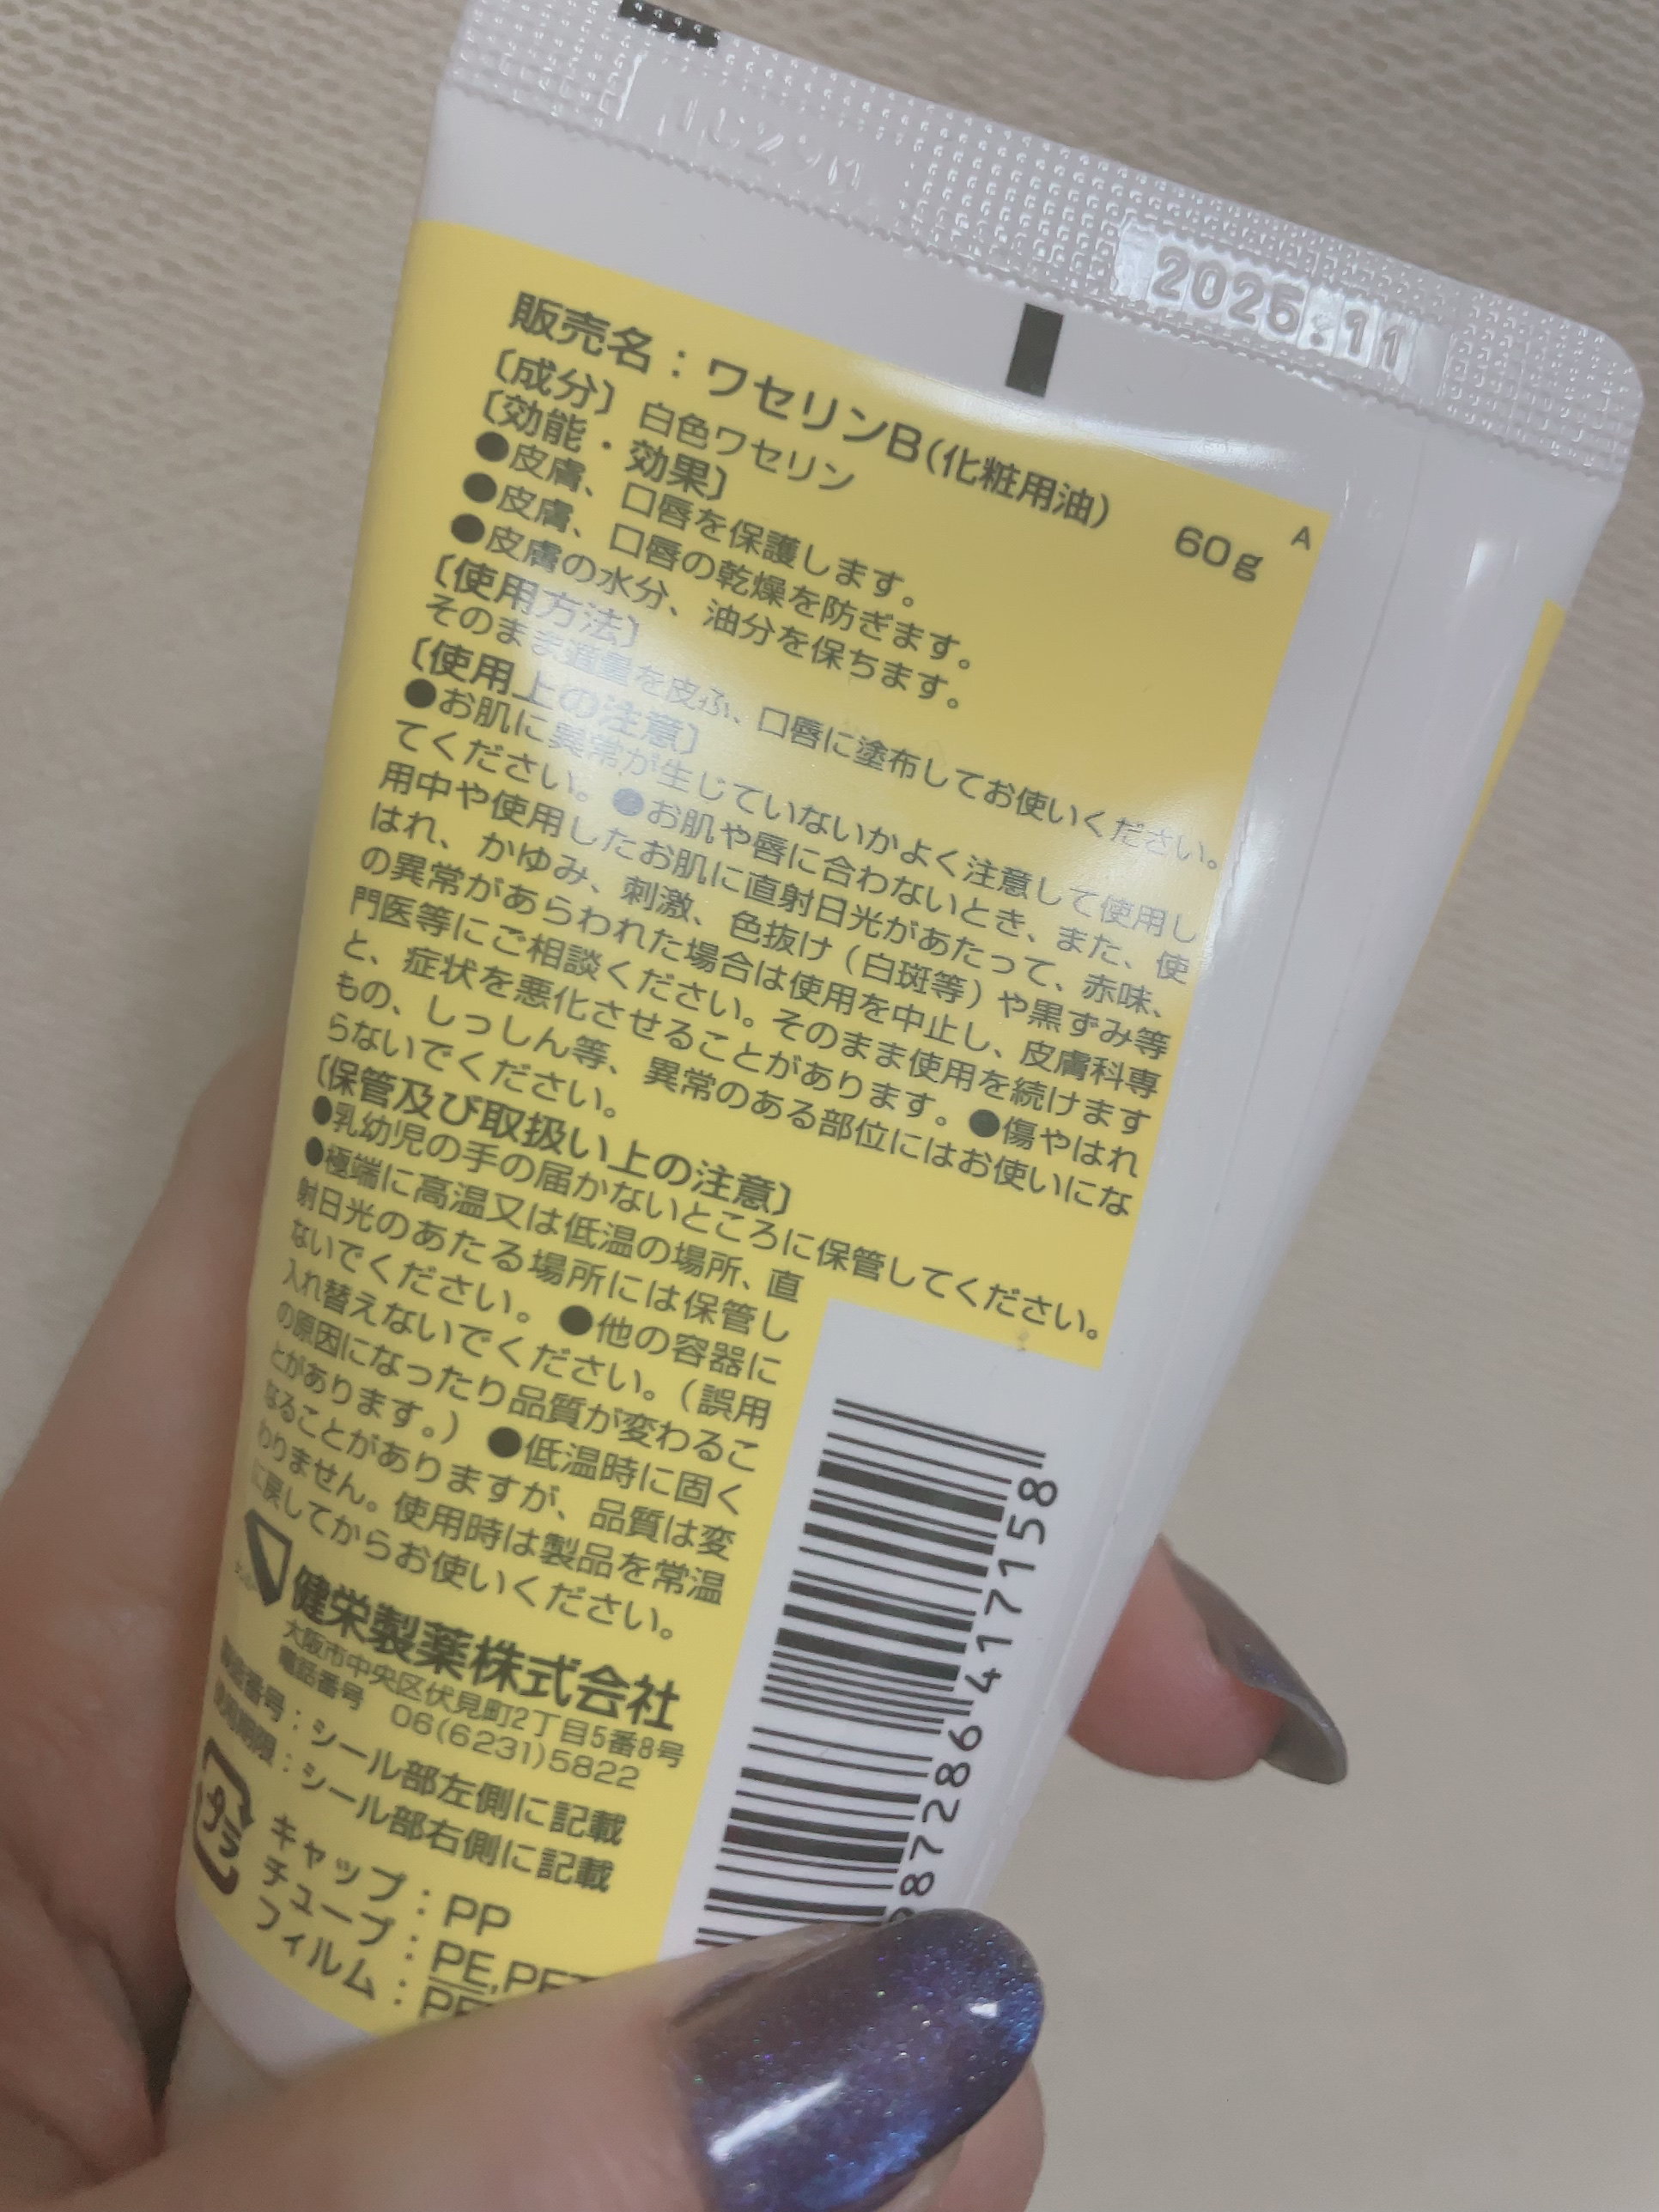 2025.11
販売名：ワセリンB(化粧用油)
60g
A
〔成分〕白色ワセリン
〔効能・効果〕
●皮膚、口唇を保護します。
●皮膚、口唇の乾燥を防ぎます。
●皮膚の水分、油分を保ちます。
〔使用方法〕
そのまま適量を皮ふ、口唇に塗布してお使いください。
〔使用上の注意〕
●お肌に異常が生じていないかよく注意して使用し
てください。●お肌や唇に合わないとき、また、使
用中や使用したお肌に直射日光があたって、赤味、
はれ、かゆみ、刺激、色抜け（白斑等）や黒ずみ等
の異常があらわれた場合は使用を中止し、皮膚科専
門医等にご相談ください。そのまま使用を続けます
と、症状を悪化させることがあります。●傷やはれ
もの、しっしん等、異常のある部位にはお使いにな
らないでください。
〔保管及び取扱い上の注意〕
●乳幼児の手の届かないところに保管してください。
●極端に高温又は低温の場所、直
射日光のあたる場所には保管し
ないでください。●他の容器に
入れ替えないでください。（誤用
の原因になったり品質が変わるこ
とがあります。）●低温時に固く
なることがありますが、品質は変
わりません。使用時は製品を常温
に戻してからお使いください。
健栄製薬株式会社
大阪市中央区伏見町2丁目5番8号
電話番号 06(6231)5822
番号：シール部左側に記載
使用期限：シール部右側に記載
プラ
キャップ：PP
チューブ：PE,PET
フィルム：
87286 417158